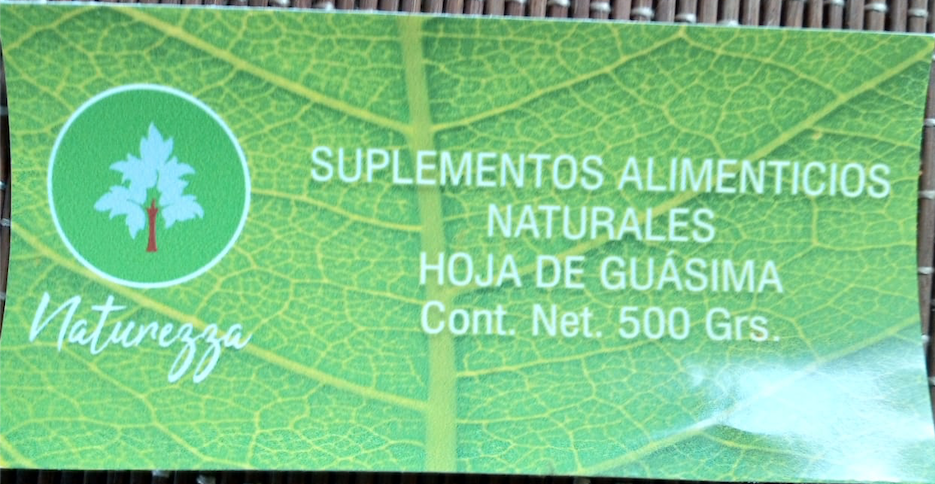 SUPLEMENTOS ALIMENTICIOS
NATURALES
HOJA DE GUÁSIMA
Cont. Net. 500 Grs.
Naturezza